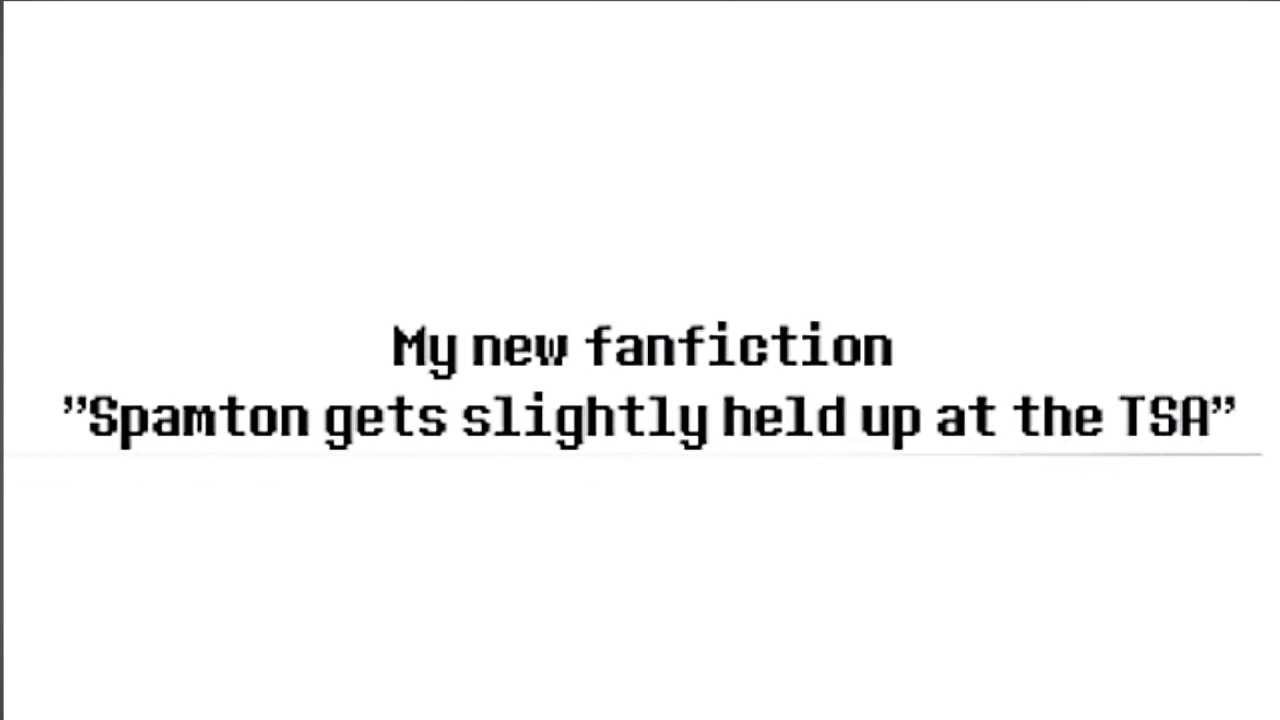 My new fanfiction
”Spamton gets slightly held up at the TSA”